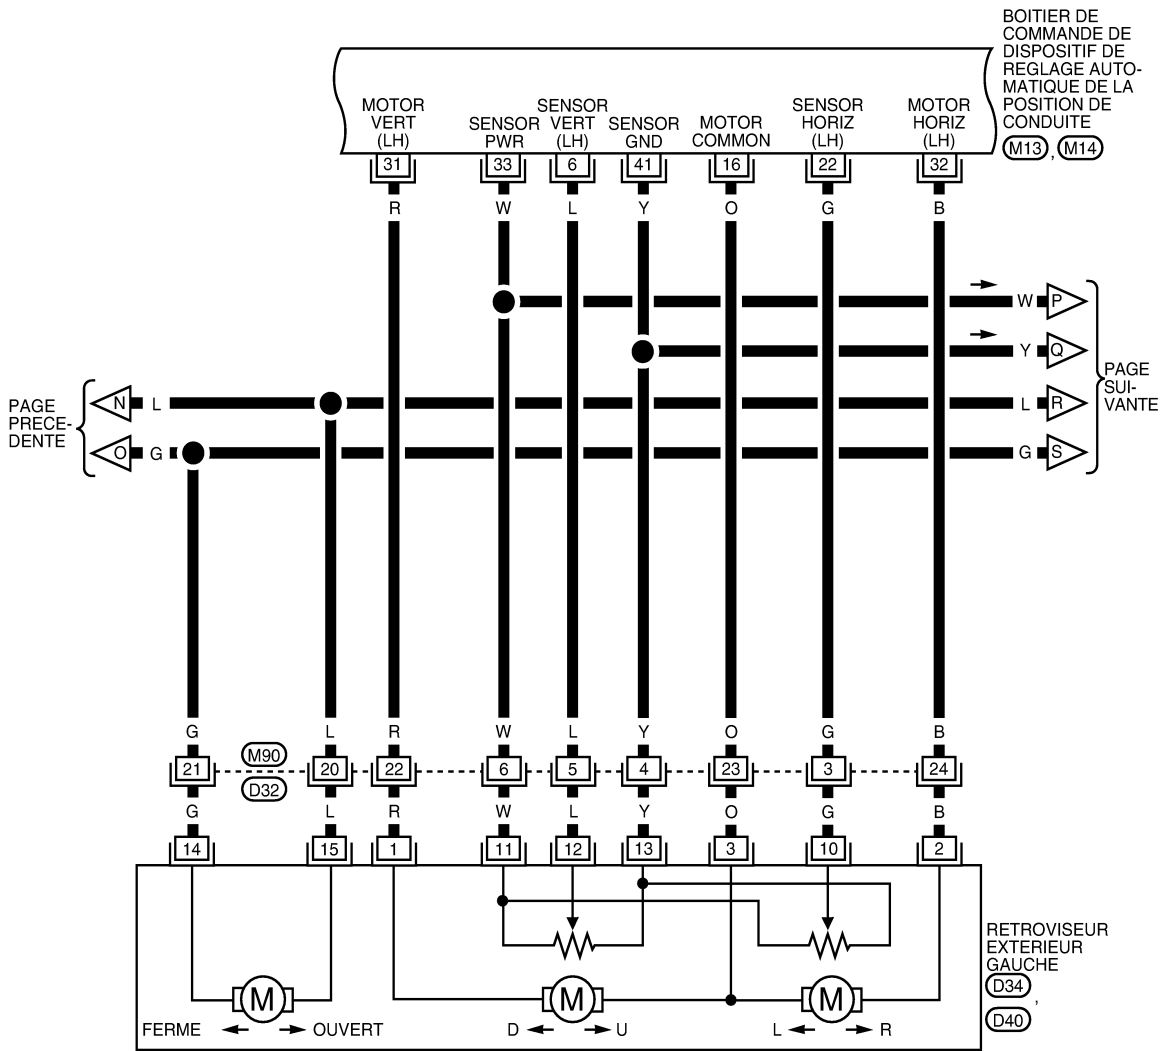 BOITIER DE
COMMANDE DE
DISPOSITIF DE
REGLAGE AUTO-
MATIQUE DE LA
POSITION DE
CONDUITE
M13 , M14
MOTOR
VERT
(LH)
SENSOR
PWR
SENSOR
VERT
(LH)
SENSOR
GND
MOTOR
COMMON
SENSOR
HORIZ
(LH)
MOTOR
HORIZ
(LH)
31 33 6 41 16 22 32
R W L Y O G B
W P
Y Q
PAGE
PRECE-
DENTE
N L
L R
O G
G S
PAGE
SUI-
VANTE
G L R W L Y O G B
M90
21 20 22 6 5 4 23 3 24
D32
G L R W L Y O G B
14 15 1 11 12 13 3 10 2
RETROVISEUR
EXTERIEUR
GAUCHE
D34 ,
D40
M M M
FERME OUVERT D U L R